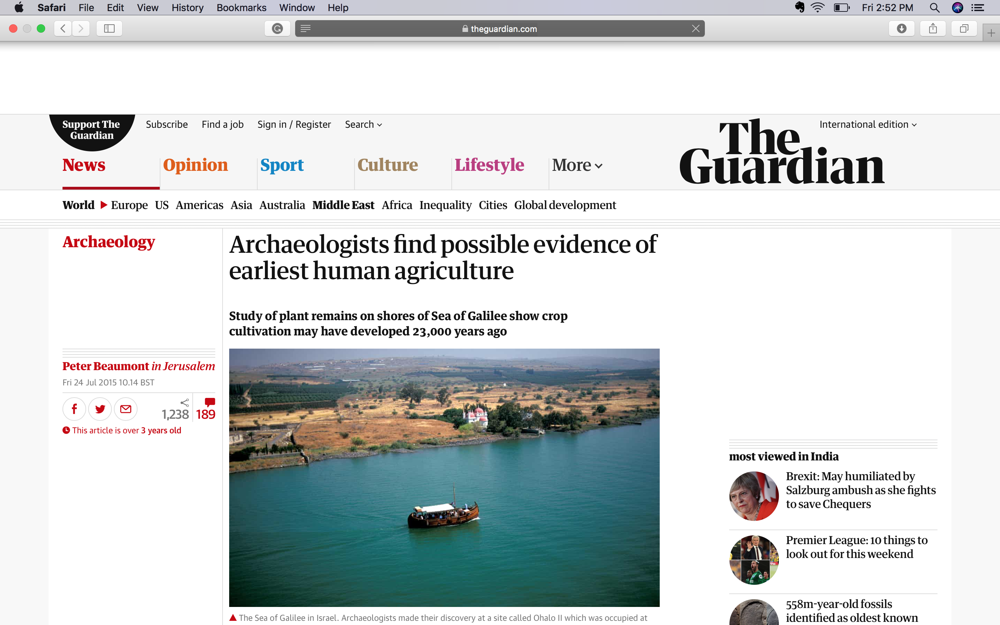 Safari File Edit View History Bookmarks Window Help
Fri 2:52 PM
theguardian.com
Support The
Guardian
Subscribe Find a job Sign in / Register Search
International edition
The
Guardian
News Opinion Sport Culture Lifestyle More
World Europe US Americas Asia Australia Middle East Africa Inequality Cities Global development
Archaeology
Archaeologists find possible evidence of
earliest human agriculture
Study of plant remains on shores of Sea of Galilee show crop
cultivation may have developed 23,000 years ago
Peter Beaumont in Jerusalem
Fri 24 Jul 2015 10.14 BST
1,238 189
This article is over 3 years old
The Sea of Galilee in Israel. Archaeologists made their discovery at a site called Ohalo II which was occupied at
most viewed in India
Brexit: May humiliated by
Salzburg ambush as she fights
to save Chequers
Premier League: 10 things to
look out for this weekend
558m-year-old fossils
identified as oldest known